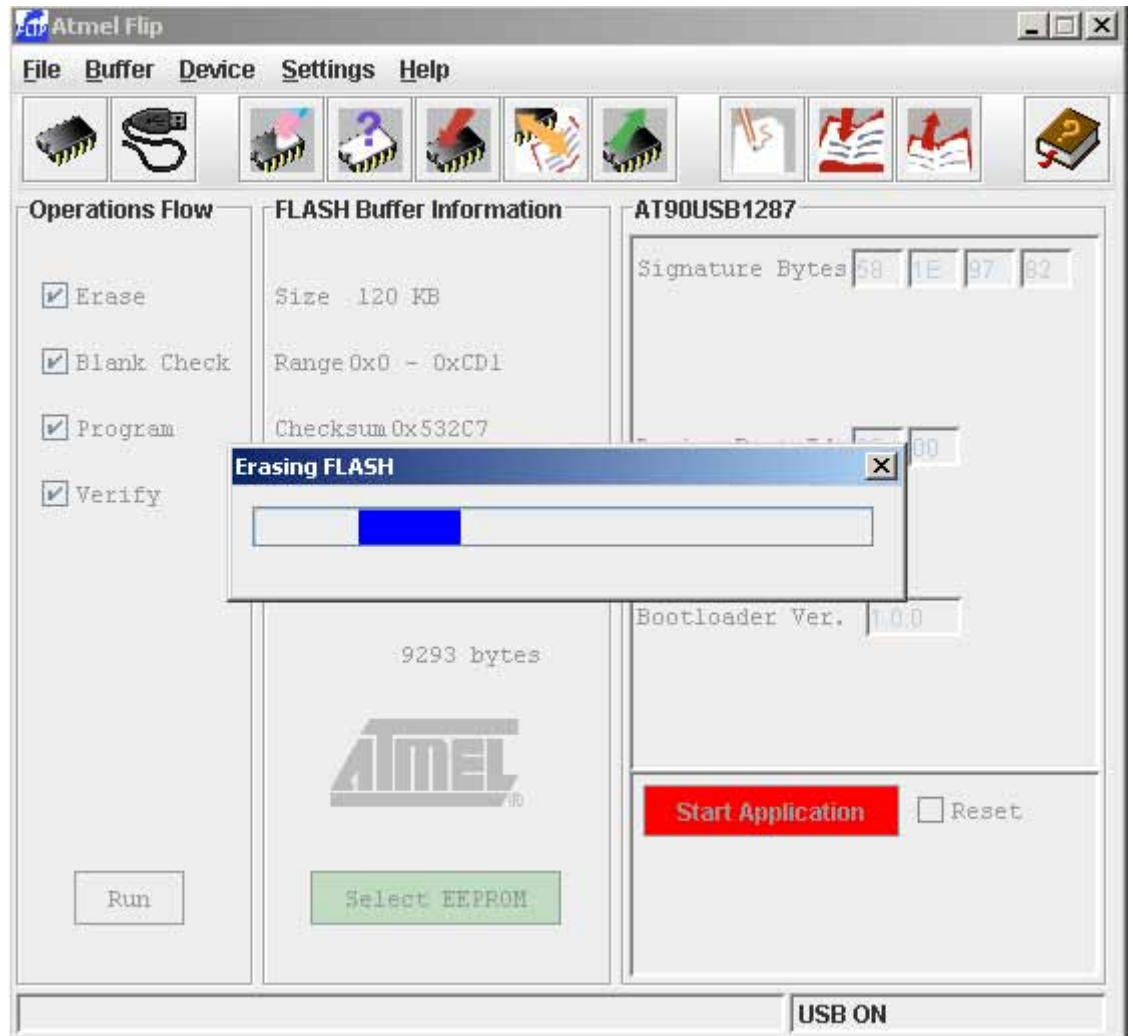 Atmel Flip
File Buffer Device Settings Help
Operations Flow
Erase
Blank Check
Program
Verify
Run
FLASH Buffer Information
Size 120 KB
Range 0x0 - 0xCD1
Checksum 0x532C7
9293 bytes
ATMEL
Select EEPROM
AT90USB1287
Signature Bytes 58 1E 97 82
00
Bootloader Ver. 1.0.0
Start Application Reset
Erasing FLASH
USB ON